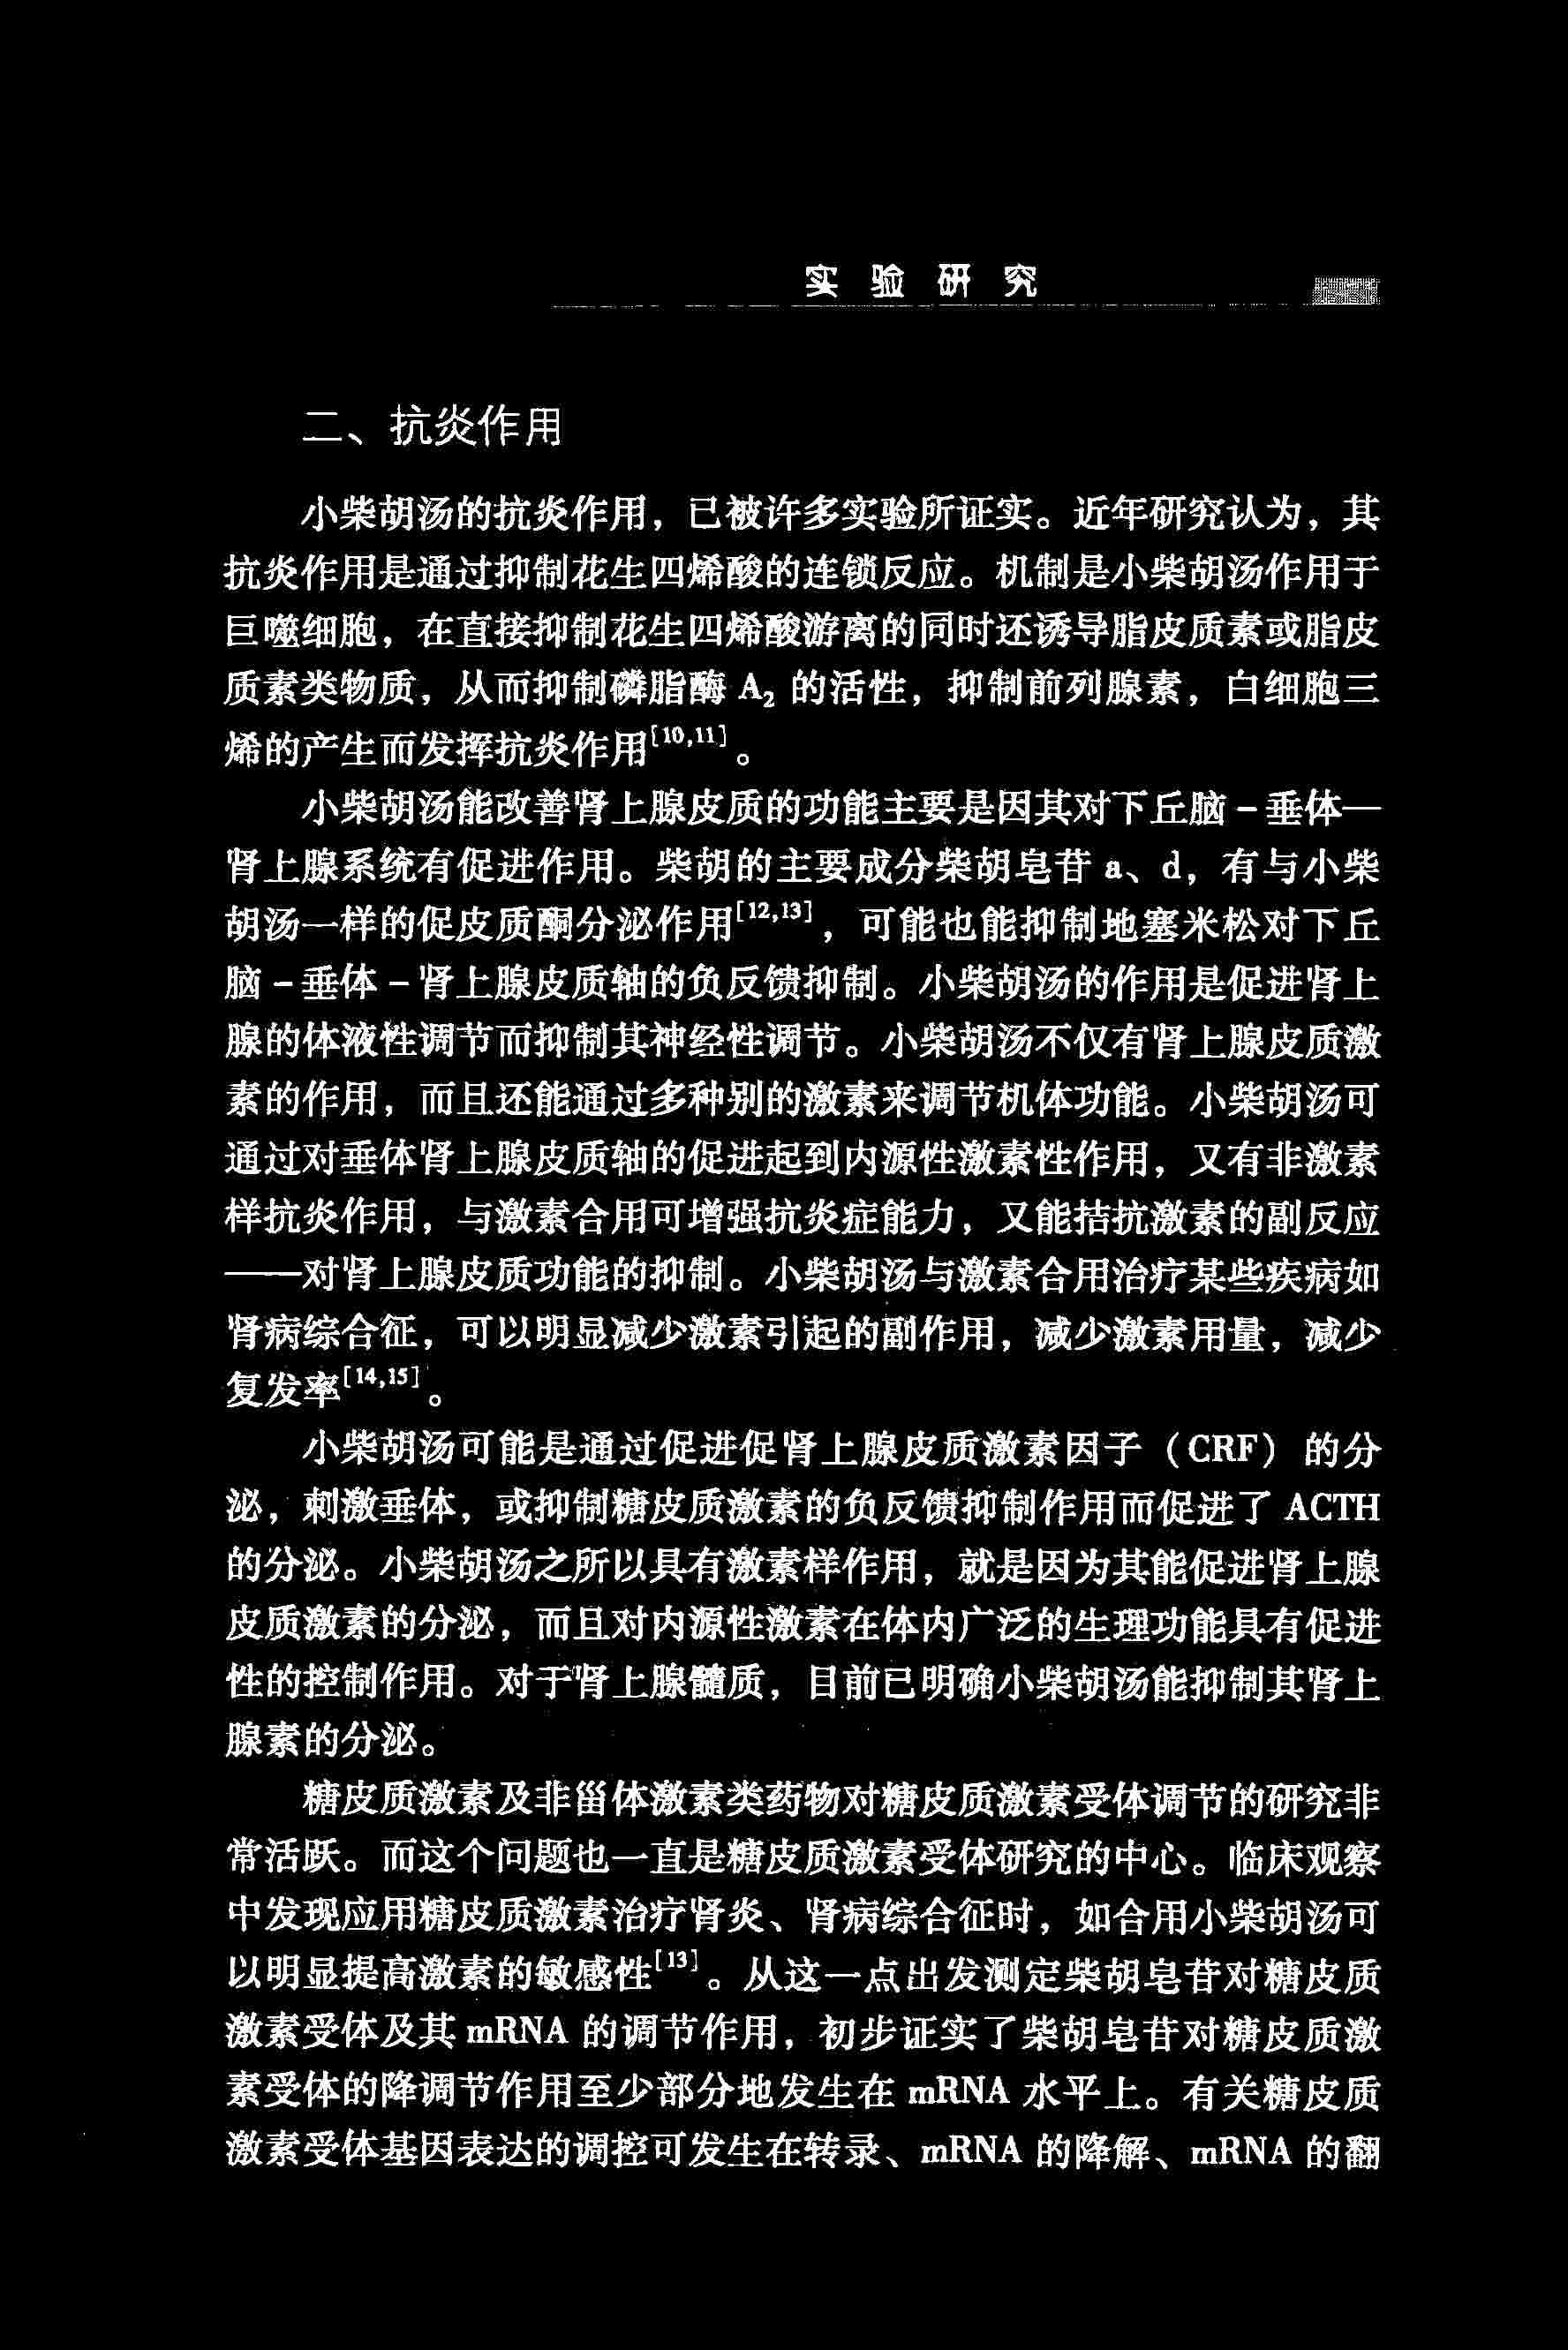 实验研究
二、抗炎作用
小柴胡汤的抗炎作用，已被许多实验所证实。近年研究认为，其
抗炎作用是通过抑制花生四烯酸的连锁反应。机制是小柴胡汤作用于
巨噬细胞，在直接抑制花生四烯酸游离的同时还诱导脂皮质素或脂皮
质素类物质，从而抑制磷脂酶 A₂ 的活性，抑制前列腺素，白细胞三
烯的产生而发挥抗炎作用[10,11]。
小柴胡汤能改善肾上腺皮质的功能主要是因其对下丘脑－垂体—
肾上腺系统有促进作用。柴胡的主要成分柴胡皂苷 a、d，有与小柴
胡汤一样的促皮质酮分泌作用[12,13]，可能也能抑制地塞米松对下丘
脑－垂体－肾上腺皮质轴的负反馈抑制。小柴胡汤的作用是促进肾上
腺的体液性调节而抑制其神经性调节。小柴胡汤不仅有肾上腺皮质激
素的作用，而且还能通过多种别的激素来调节机体功能。小柴胡汤可
通过对垂体肾上腺皮质轴的促进起到内源性激素性作用，又有非激素
样抗炎作用，与激素合用可增强抗炎症能力，又能拮抗激素的副反应
——对肾上腺皮质功能的抑制。小柴胡汤与激素合用治疗某些疾病如
肾病综合征，可以明显减少激素引起的副作用，减少激素用量，减少
复发率[14,15]。
小柴胡汤可能是通过促进促肾上腺皮质激素因子（CRF）的分
泌，刺激垂体，或抑制糖皮质激素的负反馈抑制作用而促进了 ACTH
的分泌。小柴胡汤之所以具有激素样作用，就是因为其能促进肾上腺
皮质激素的分泌，而且对内源性激素在体内广泛的生理功能具有促进
性的控制作用。对于肾上腺髓质，目前已明确小柴胡汤能抑制其肾上
腺素的分泌。
糖皮质激素及非甾体激素类药物对糖皮质激素受体调节的研究非
常活跃。而这个问题也一直是糖皮质激素受体研究的中心。临床观察
中发现应用糖皮质激素治疗肾炎、肾病综合征时，如合用小柴胡汤可
以明显提高激素的敏感性[13]。从这一点出发测定柴胡皂苷对糖皮质
激素受体及其 mRNA 的调节作用，初步证实了柴胡皂苷对糖皮质激
素受体的降调节作用至少部分地发生在 mRNA 水平上。有关糖皮质
激素受体基因表达的调控可发生在转录、mRNA 的降解、mRNA 的翻